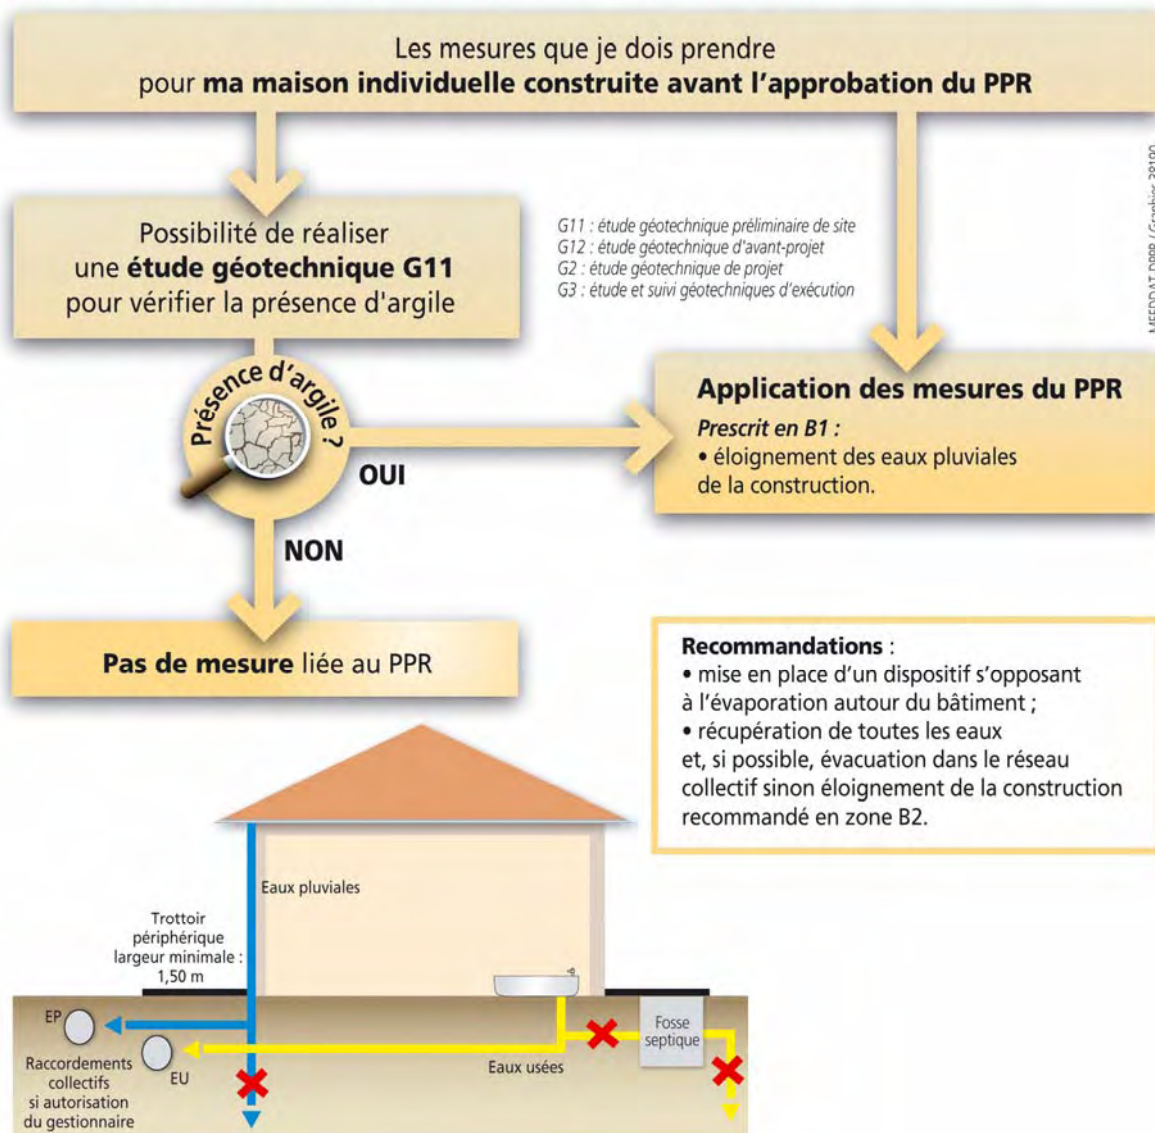 Les mesures que je dois prendre
pour ma maison individuelle construite avant l'approbation du PPR
Possibilité de réaliser
une étude géotechnique G11
pour vérifier la présence d'argile
G11 : étude géotechnique préliminaire de site
G12 : étude géotechnique d'avant-projet
G2 : étude géotechnique de projet
G3 : étude et suivi géotechniques d'exécution
MEEDDAT DPPR / Graphies 38190
Présence d'argile ?
OUI
NON
Application des mesures du PPR
Prescrit en B1 :
• éloignement des eaux pluviales
de la construction.
Pas de mesure liée au PPR
Recommandations :
• mise en place d'un dispositif s'opposant
à l'évaporation autour du bâtiment ;
• récupération de toutes les eaux
et, si possible, évacuation dans le réseau
collectif sinon éloignement de la construction
recommandé en zone B2.
Eaux pluviales
Trottoir
périphérique
largeur minimale :
1,50 m
EP
EU
Raccordements
collectifs
si autorisation
du gestionnaire
Eaux usées
Fosse
septique